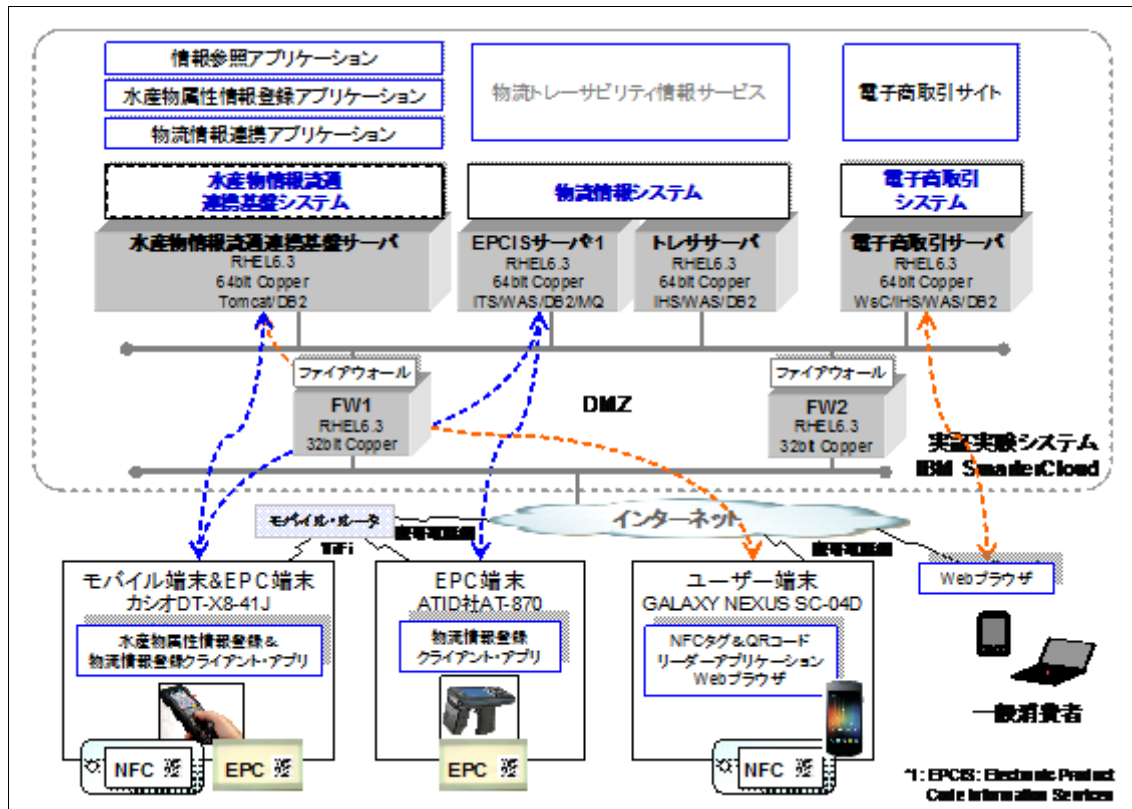 情報参照アプリケーション
水産物属性情報登録アプリケーション
物流情報連携アプリケーション
物流トレーサビリティ情報サービス
電子商取引サイト
水産物情報流通
連携基盤システム
物流情報システム
電子商取引
システム
水産物情報流通連携基盤サーバ
RHEL6.3
64bit Copper
Tomcat/DB2
EPCISサーバ*1
RHEL6.3
64bit Copper
ITS/WAS/DB2/MQ
トレササーバ
RHEL6.3
64bit Copper
IHS/WAS/DB2
電子商取引サーバ
RHEL6.3
64bit Copper
WsC/IHS/WAS/DB2
ファイアウォール
FW1
RHEL6.3
32bit Copper
DMZ
ファイアウォール
FW2
RHEL6.3
32bit Copper
実証実験システム
IBM SmarterCloud
モバイル・ルータ
インターネット
WiFi
モバイル端末&EPC端末
カシオDT-X8-41J
水産物属性情報登録&
物流情報登録クライアント・アプリ
NFC
EPC
EPC端末
ATID社AT-870
物流情報登録
クライアント・アプリ
EPC
ユーザー端末
GALAXY NEXUS SC-04D
NFCタグ&QRコード
リーダーアプリケーション
Webブラウザ
NFC
Webブラウザ
一般消費者
*1: EPCIS: Electronic Product
Code Information Services